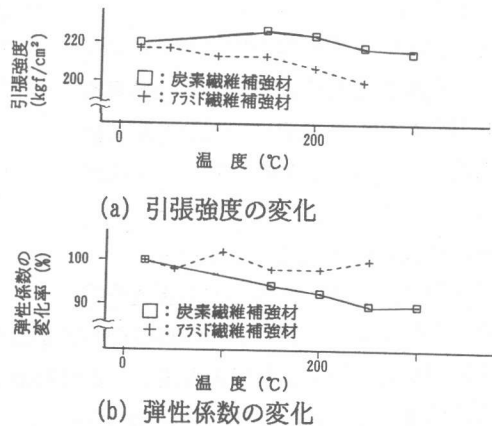 引張強度
(kgf/cm²)
220
200
□：炭素繊維補強材
＋：アラミド繊維補強材
0
200
温 度 (℃)
(a) 引張強度の変化
弾性係数の
変化率 (%)
100
90
□：炭素繊維補強材
＋：アラミド繊維補強材
0
200
温 度 (℃)
(b) 弾性係数の変化